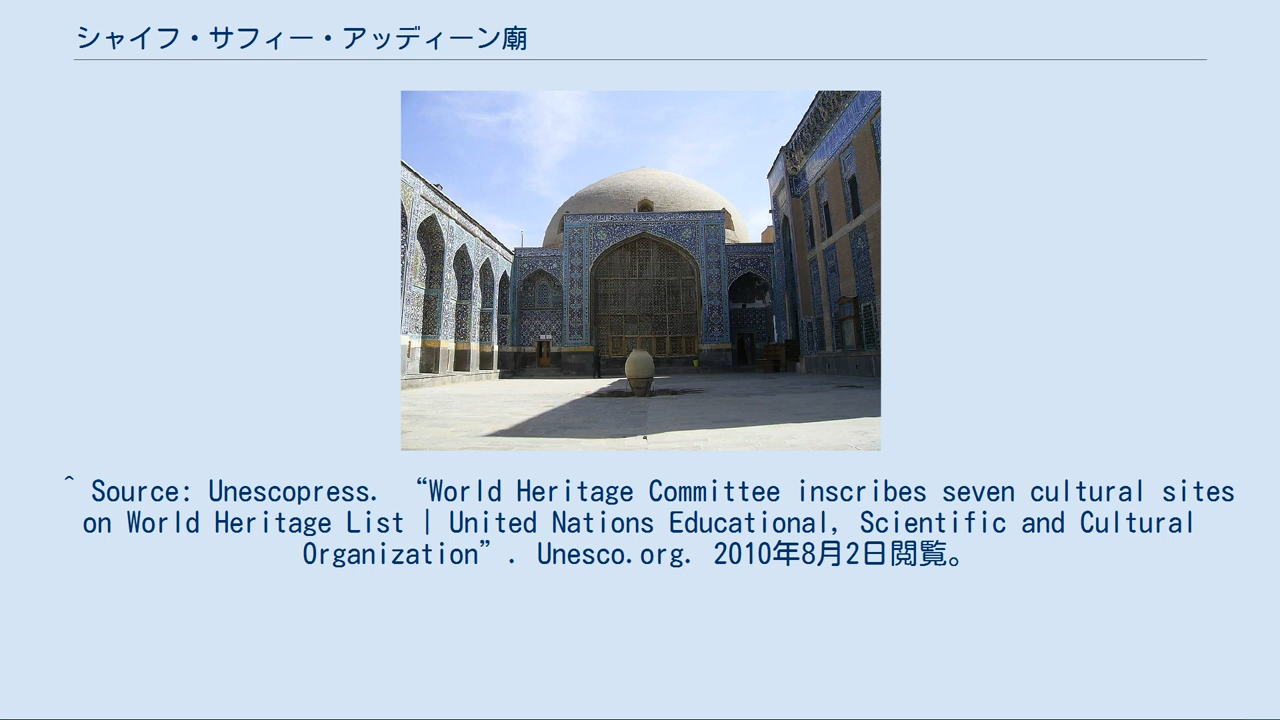 シャイフ・サフィー・アッディーン廟
^ Source: Unescopress. “World Heritage Committee inscribes seven cultural sites
on World Heritage List | United Nations Educational, Scientific and Cultural
Organization”. Unesco.org. 2010年8月2日閲覧。